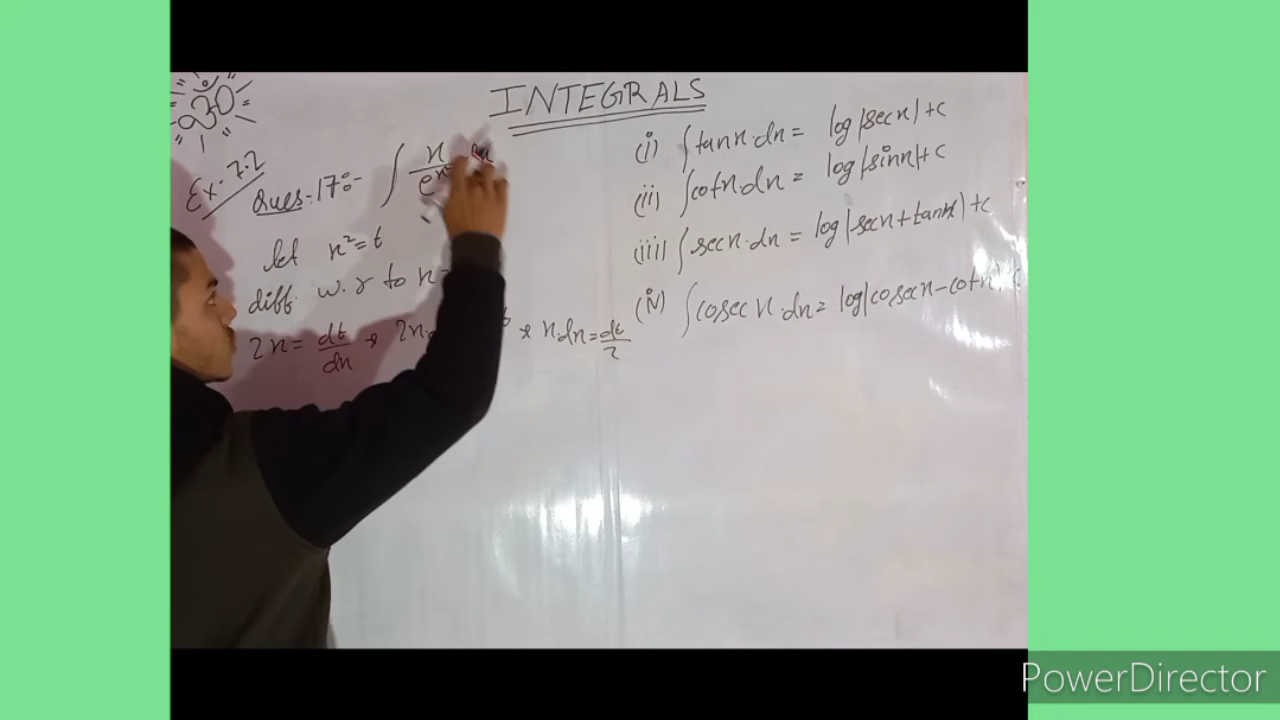 ॐ
INTEGRALS
Ex-7.2
Ques-17:- ∫ x/e^x² dx
let x²=t
diff. w.r to x
2x = dt/dx
x.dx = dt/2
(i) ∫tanx.dx = log|secx|+c
(ii) ∫cotx.dx = log|sinx|+c
(iii) ∫secx.dx = log|secx+tanx|+c
(iv) ∫cosec x.dx = log|cosecx-cotx|
PowerDirector